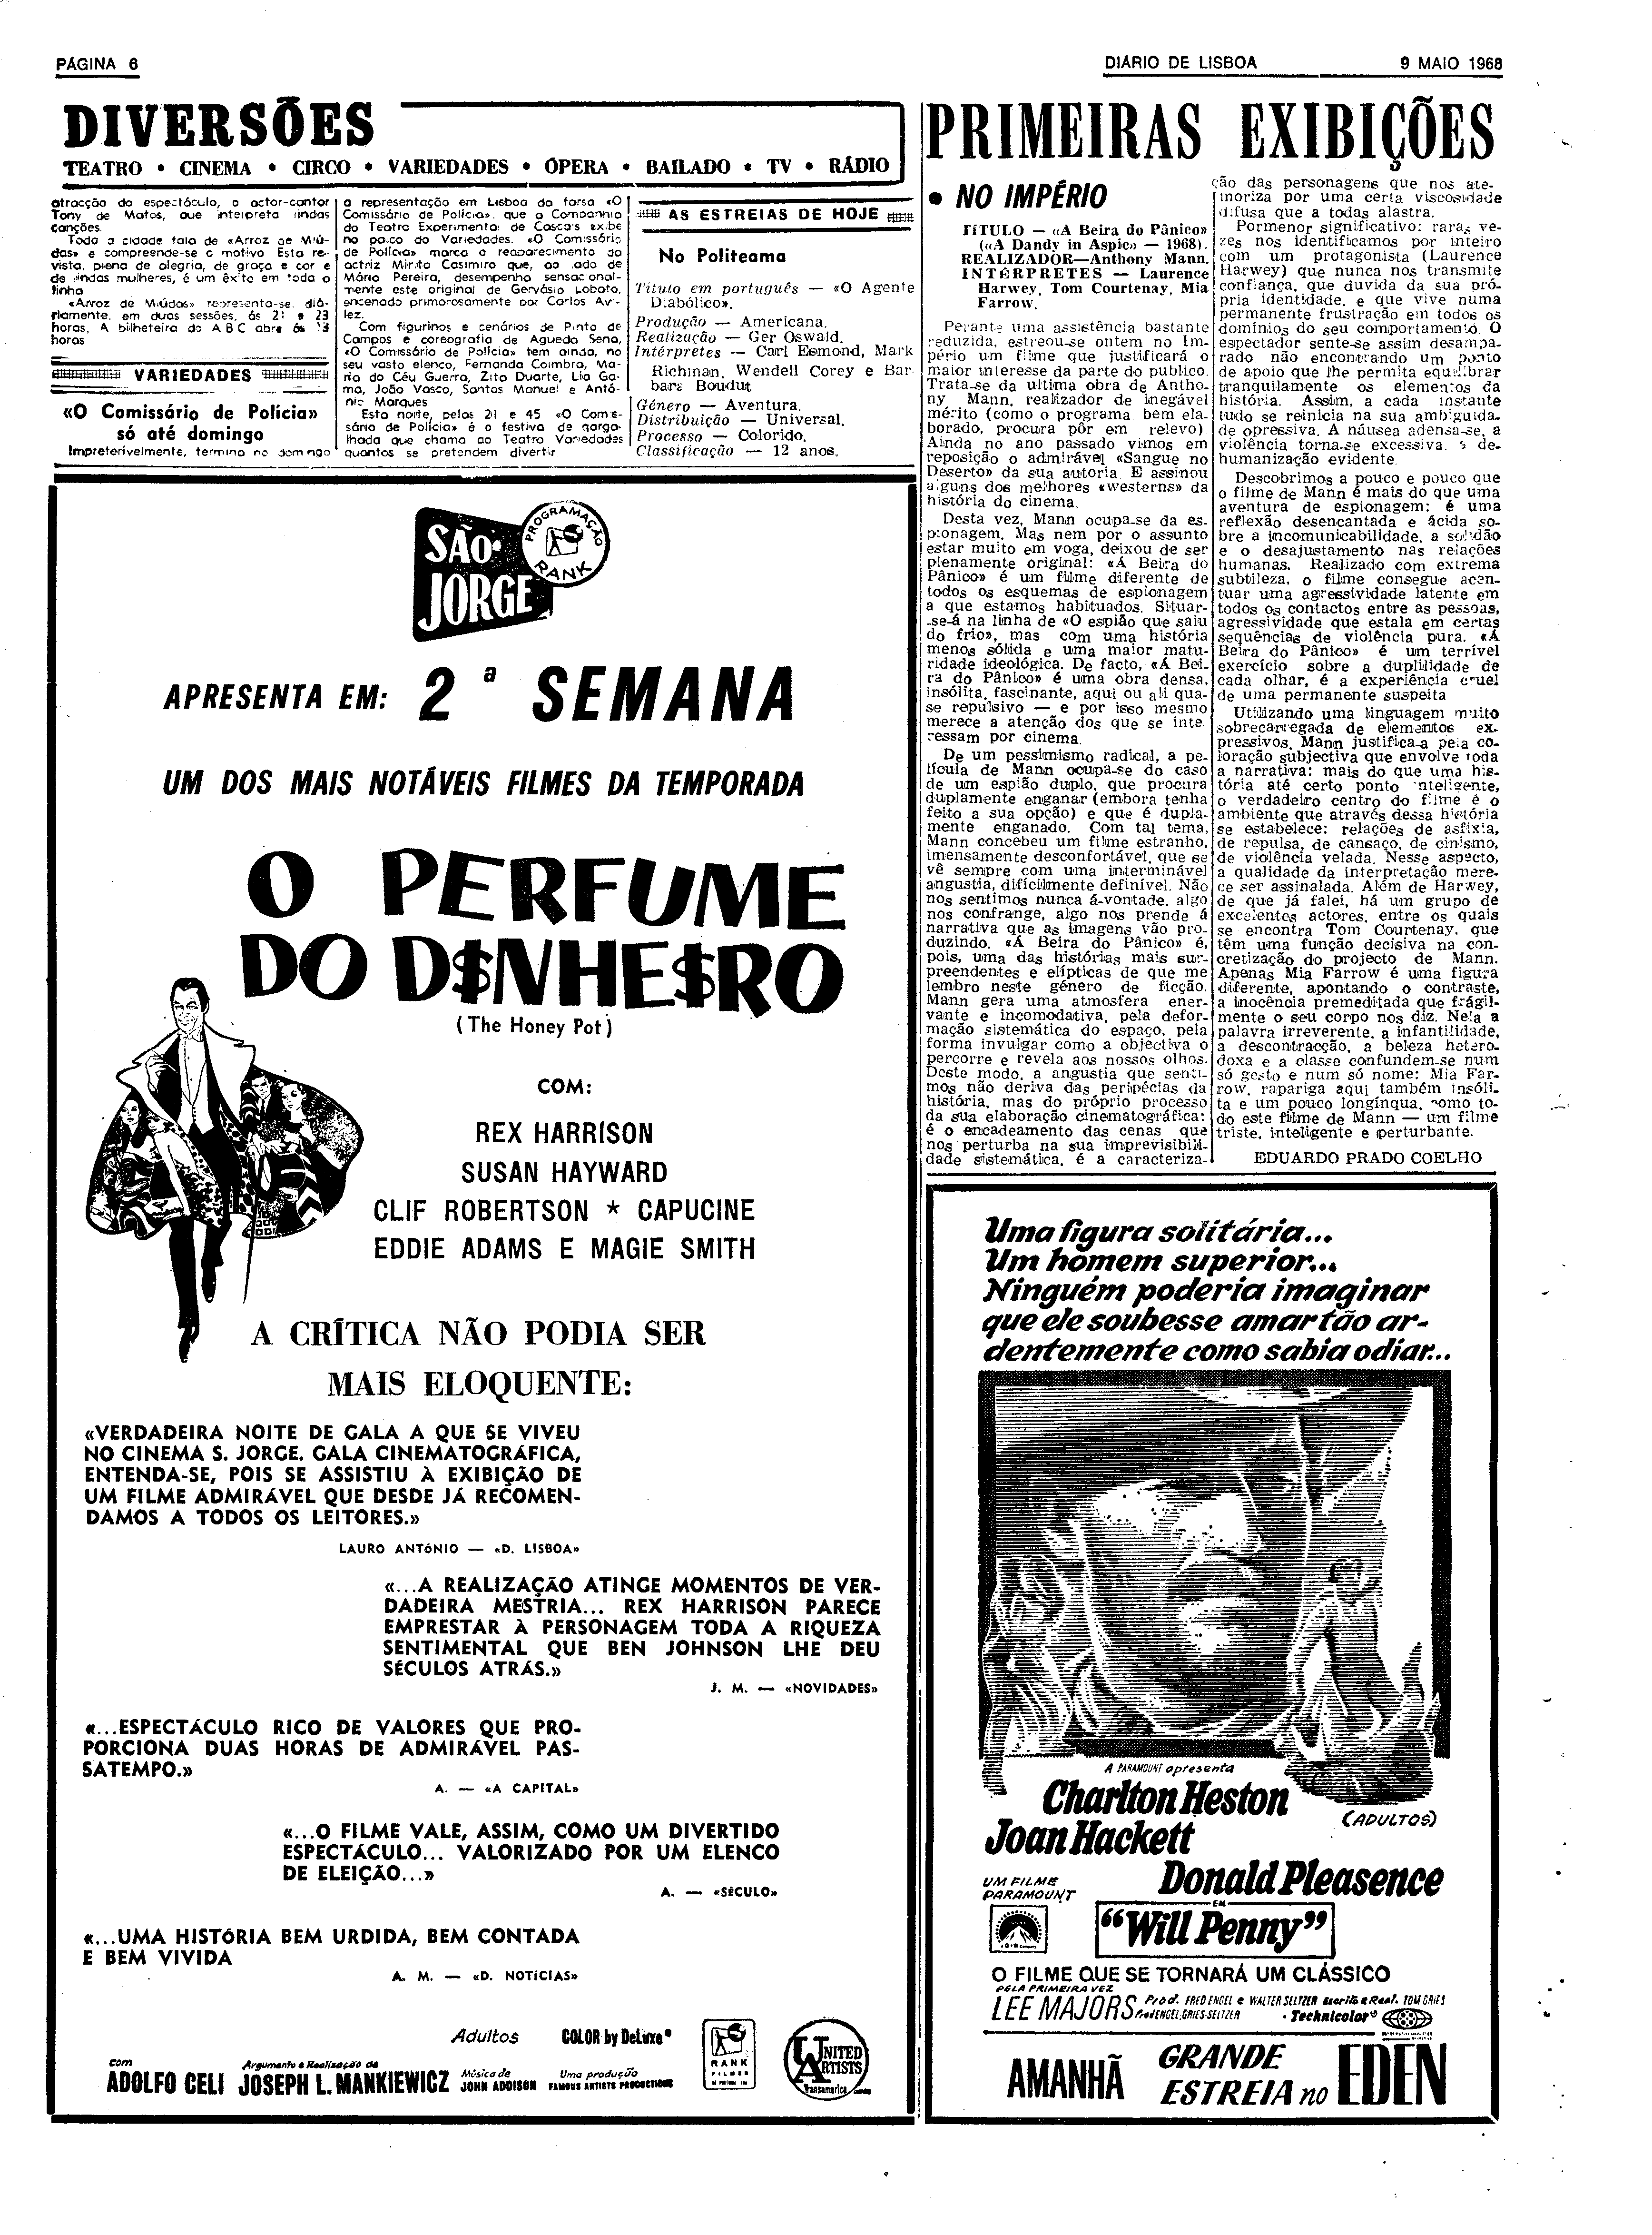 PÁGINA 6
DIÁRIO DE LISBOA
9 MAIO 1968
DIVERSÕES
TEATRO • CINEMA • CIRCO • VARIEDADES • ÓPERA • BAILADO • TV • RÁDIO
atracção do espectáculo, o actor-cantor
Tony de Matos, que interpreta lindas
canções.
Toda a cidade fala de «Arroz de Miú-
das» e compreende-se o motivo Esta re-
vista, plena de alegria, de graça e cor e
de lindas mulheres, é um êxito em toda a
linha
«Arroz de Miúdas» representa-se, diá-
riamente, em duas sessões, às 21 e 23
horas. A bilheteira do A B C abre às 13
horas
VARIEDADES
«O Comissário de Polícia»
só até domingo
Impreterìvelmente, termina no domingo
a representação em Lisboa da farsa «O
Comissário de Polícia», que a Companhia
do Teatro Experimental de Cascais exibe
no palco do Variedades. «O Comissário
de Polícia» marca o reaparecimento da
actriz Mirita Casimiro que, ao lado de
Mário Pereira, desempenha sensacional-
mente este original de Gervásio Lobato,
encenado primorosamente por Carlos Avi-
lez.
Com figurinos e cenários de Pinto de
Campos e coreografia de Agueda Sena,
«O Comissário de Polícia» tem ainda, no
seu vasto elenco, Fernanda Coimbra, Ma-
ria do Céu Guerra, Zita Duarte, Lia Ga-
ma, João Vasco, Santos Manuel e Antó-
nio Marques.
Esta noite, pelas 21 e 45 «O Comis-
sário de Polícia» é o festival de garga-
lhada que chama ao Teatro Variedades
quantos se pretendem divertir
AS ESTREIAS DE HOJE
No Politeama
Título em português — «O Agente
Diabólico».
Produção — Americana.
Realização — Ger Oswald.
Intérpretes — Carl Esmond, Mark
Richman, Wendell Corey e Bar-
bara Boudut
Género — Aventura.
Distribuição — Universal.
Processo — Colorido.
Classificação — 12 anos.
SÃO
JORGE
PROGRAMAÇÃO
RANK
APRESENTA EM: 2ª SEMANA
UM DOS MAIS NOTÁVEIS FILMES DA TEMPORADA
O PERFUME
DO D$NHE$RO
(The Honey Pot)
COM:
REX HARRISON
SUSAN HAYWARD
CLIF ROBERTSON * CAPUCINE
EDDIE ADAMS E MAGIE SMITH
A CRÍTICA NÃO PODIA SER
MAIS ELOQUENTE:
«VERDADEIRA NOITE DE GALA A QUE SE VIVEU
NO CINEMA S. JORGE. GALA CINEMATOGRÁFICA,
ENTENDA-SE, POIS SE ASSISTIU À EXIBIÇÃO DE
UM FILME ADMIRÁVEL QUE DESDE JÁ RECOMEN-
DAMOS A TODOS OS LEITORES.»
LAURO ANTÓNIO — «D. LISBOA»
«...A REALIZAÇÃO ATINGE MOMENTOS DE VER-
DADEIRA MESTRIA... REX HARRISON PARECE
EMPRESTAR À PERSONAGEM TODA A RIQUEZA
SENTIMENTAL QUE BEN JOHNSON LHE DEU
SÉCULOS ATRÁS.»
J. M. — «NOVIDADES»
«...ESPECTÁCULO RICO DE VALORES QUE PRO-
PORCIONA DUAS HORAS DE ADMIRÁVEL PAS-
SATEMPO.»
A. — «A CAPITAL»
«...O FILME VALE, ASSIM, COMO UM DIVERTIDO
ESPECTÁCULO... VALORIZADO POR UM ELENCO
DE ELEIÇÃO...»
A. — «SÉCULO»
«...UMA HISTÓRIA BEM URDIDA, BEM CONTADA
E BEM VIVIDA
A. M. — «D. NOTÍCIAS»
Adultos
COLOR by DeLuxe
com
ADOLFO CELI
Argumento e Realização de
JOSEPH L. MANKIEWICZ
Música de
JOHN ADDISON
Uma produção
FAMOUS ARTISTS PRODUCTIONS
RANK
FILMES
UNITED
ARTISTS
Transamerica
PRIMEIRAS EXIBIÇÕES
• NO IMPÉRIO
TÍTULO — «A Beira do Pânico»
(«A Dandy in Aspic» — 1968).
REALIZADOR—Anthony Mann.
INTÉRPRETES — Laurence
Harwey, Tom Courtenay, Mia
Farrow.
Perante uma assistência bastante
reduzida, estreou-se ontem no Im-
pério um filme que justificará o
maior interesse da parte do publico.
Trata-se da ultima obra de Antho-
ny Mann, realizador de inegável
mérito (como o programa, bem ela-
borado, procura pôr em relevo)
Ainda no ano passado vimos em
reposição o admirável «Sangue no
Deserto» da sua autoria E assinou
alguns dos melhores «westerns» da
história do cinema.
Desta vez, Mann ocupa-se da es-
pionagem. Mas nem por o assunto
estar muito em voga, deixou de ser
plenamente original: «Á Beira do
Pânico» é um filme diferente de
todos os esquemas de espionagem
a que estamos habituados. Situar-
-se-á na linha de «O espião que saiu
do frio», mas com uma história
menos sólida e uma maior matu-
ridade ideológica. De facto, «Á Bei-
ra do Pânico» é uma obra densa,
insólita, fascinante, aqui ou ali qua-
se repulsivo — e por isso mesmo
merece a atenção dos que se inte
ressam por cinema.
De um pessimismo radical, a pe-
lícula de Mann ocupa-se do caso
de um espião duplo, que procura
duplamente enganar (embora tenha
feito a sua opção) e que é dupla-
mente enganado. Com tal tema,
Mann concebeu um filme estranho,
imensamente desconfortável, que se
vê sempre com uma interminável
angustia, difícilmente definível. Não
nos sentimos nunca á-vontade, algo
nos confrange, algo nos prende á
narrativa que as imagens vão pro-
duzindo. «Á Beira do Pânico» é,
pois, uma das histórias mais sur-
preendentes e elípticas de que me
lembro neste género de ficção.
Mann gera uma atmosfera ener-
vante e incomodativa, pela defor-
mação sistemática do espaço, pela
forma invulgar como a objectiva o
percorre e revela aos nossos olhos.
Deste modo, a angustia que senti-
mos não deriva das peripécias da
história, mas do próprio processo
da sua elaboração cinematográfica:
é o encadeamento das cenas que
nos perturba na sua imprevisibili-
dade sistemática, é a caracteriza-
ção das personagens que nos ate-
moriza por uma certa viscosidade
difusa que a todas alastra.
Pormenor significativo: raras ve-
zes nos identificamos por inteiro
com um protagonista (Laurence
Harwey) que nunca nos transmite
confiança, que duvida da sua pró-
pria identidade, e que vive numa
permanente frustração em todos os
domínios do seu comportamento. O
espectador sente-se assim desampa-
rado não encontrando um ponto
de apoio que lhe permita equilibrar
tranquilamente os elementos da
história. Assim, a cada instante
tudo se reinicia na sua ambiguida-
de opressiva. A náusea adensa-se, a
violência torna-se excessiva, a de-
humanização evidente.
Descobrimos a pouco e pouco que
o filme de Mann é mais do que uma
aventura de espionagem: é uma
reflexão desencantada e ácida so-
bre a incomunicabilidade, a solidão
e o desajustamento nas relações
humanas. Realizado com extrema
subtileza, o filme consegue acen-
tuar uma agressividade latente em
todos os contactos entre as pessoas,
agressividade que estala em certas
sequências de violência pura. «Á
Beira do Pânico» é um terrível
exercício sobre a duplilidade de
cada olhar, é a experiência cruel
de uma permanente suspeita
Utilizando uma linguagem muito
sobrecarregada de elementos ex-
pressivos, Mann justifica-a pela co-
loração subjectiva que envolve toda
a narrativa: mais do que uma his-
tória até certo ponto inteligente,
o verdadeiro centro do filme é o
ambiente que através dessa história
se estabelece: relações de asfixia,
de repulsa, de cansaço, de cinismo,
de violência velada. Nesse aspecto,
a qualidade da interpretação mere-
ce ser assinalada. Além de Harwey,
de que já falei, há um grupo de
excelentes actores, entre os quais
se encontra Tom Courtenay, que
têm uma função decisiva na con-
cretização do projecto de Mann.
Apenas Mia Farrow é uma figura
diferente, apontando o contraste,
a inocência premeditada que frágil-
mente o seu corpo nos diz. Nela a
palavra irreverente, a infantilidade,
a descontracção, a beleza hetero-
doxa e a classe confundem-se num
só gesto e num só nome: Mia Far-
row, rapariga aqui também insóli-
ta e um pouco longínqua, como to-
do este filme de Mann — um filme
triste, inteligente e perturbante.
EDUARDO PRADO COELHO
Uma figura solitária...
Um homem superior...
Ninguém poderia imaginar
que ele soubesse amar tão ar-
dentemente como sabia odiar...
A PARAMOUNT apresenta
Charlton Heston
(ADULTOS)
Joan Hackett
Donald Pleasence
UM FILME
PARAMOUNT
EM
“Will Penny”
O FILME QUE SE TORNARÁ UM CLÁSSICO
PELA PRIMEIRA VEZ
LEE MAJORS
Prod. FRED ENGEL e WALTER SELTZER Escrito e Real. TOM GRIES
Prod ENGEL-GRIES-SELTZER • Technicolor
AMANHÃ
GRANDE
ESTREIA no
EDEN